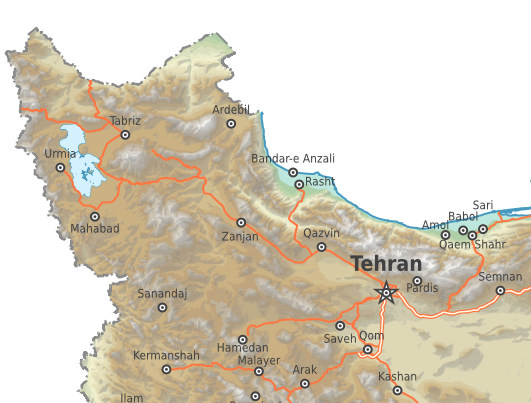 Ardebil
Tabriz
Urmia
Bandar-e Anzali
Rasht
Sari
Babol
Amol
Mahabad
Zanjan
Qazvin
Qaem Shahr
Tehran
Pardis
Semnan
Sanandaj
Saveh
Qom
Hamedan
Kermanshah
Malayer
Arak
Kashan
Ilam